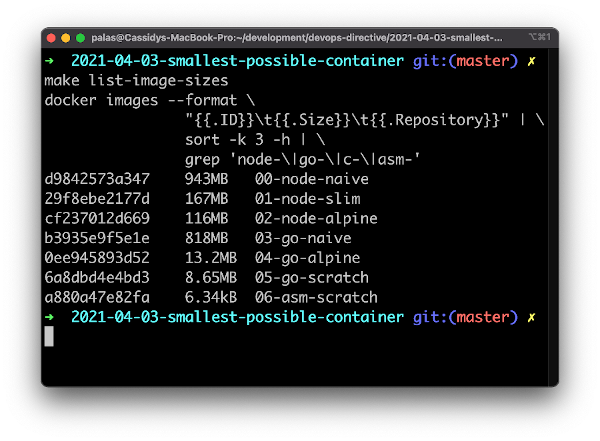 palas@Cassidys-MacBook-Pro:~/development/devops-directive/2021-04-03-smallest-... ⌥⌘1
➜  2021-04-03-smallest-possible-container git:(master) ✗
make list-image-sizes
docker images --format \
                "{{.ID}}\t{{.Size}}\t{{.Repository}}" | \
                sort -k 3 -h | \
                grep 'node-\|go-\|c-\|asm-'
d9842573a347    943MB   00-node-naive
29f8ebe2177d    167MB   01-node-slim
cf237012d669    116MB   02-node-alpine
b3935e9f5e1e    818MB   03-go-naive
0ee945893d52    13.2MB  04-go-alpine
6a8dbd4e4bd3    8.65MB  05-go-scratch
a880a47e82fa    6.34kB  06-asm-scratch
➜  2021-04-03-smallest-possible-container git:(master) ✗